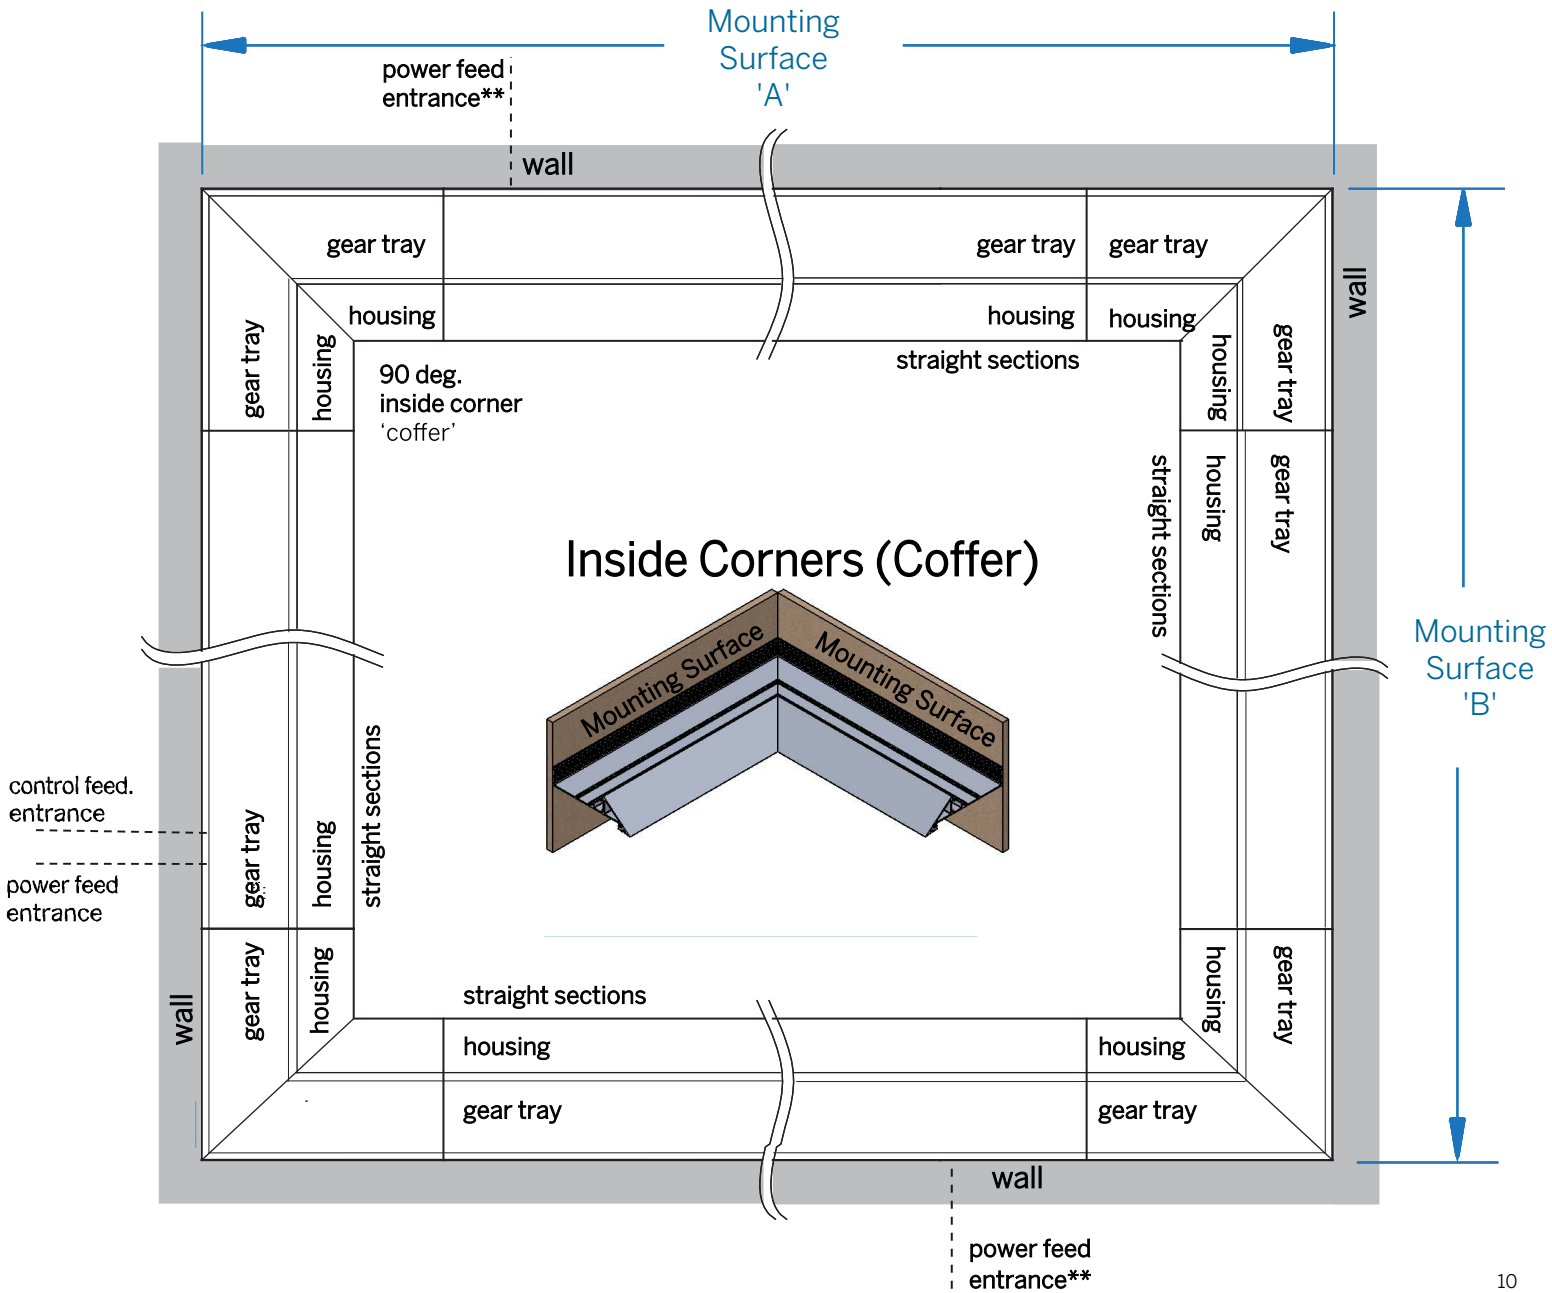 Mounting
Surface
'A'
power feed
entrance**
wall
gear tray
gear tray
gear tray
wall
housing
housing
housing
gear tray
housing
housing
gear tray
straight sections
90 deg.
inside corner
‘coffer’
straight sections
housing
gear tray
Inside Corners (Coffer)
Mounting Surface
Mounting Surface
Mounting
Surface
'B'
straight sections
control feed.
entrance
gear tray
housing
power feed
entrance
gear tray
housing
housing
gear tray
wall
straight sections
housing
housing
gear tray
gear tray
wall
power feed
entrance**
10